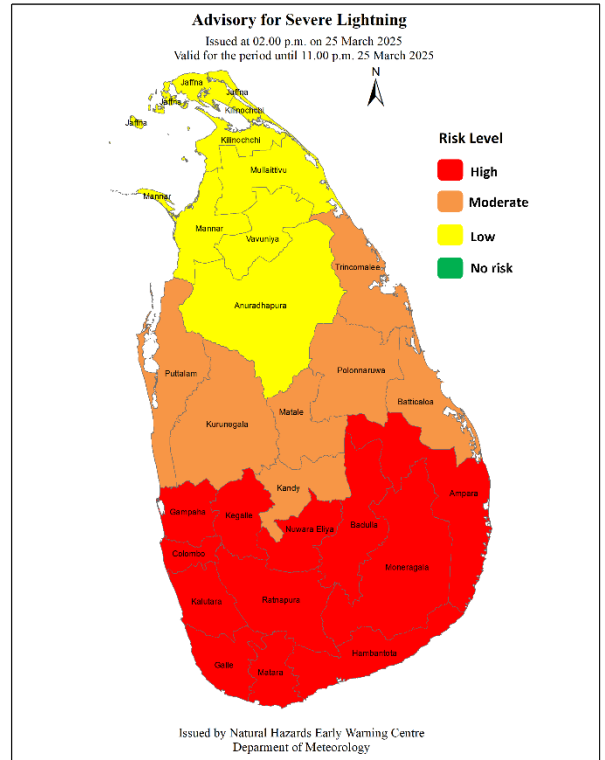 Advisory for Severe Lightning
Issued at 02.00 p.m. on 25 March 2025
Valid for the period until 11.00 p.m. 25 March 2025
N
Jaffna
Jaffna
Jaffna
Kilinochchi
Jaffna
Kilinochchi
Mullaittivu
Mannar
Mannar
Vavuniya
Trincomalee
Anuradhapura
Puttalam
Polonnaruwa
Batticaloa
Matale
Kurunegala
Kandy
Ampara
Gampaha
Kegalle
Nuwara Eliya
Badulla
Colombo
Moneragala
Kalutara
Ratnapura
Hambantota
Galle
Matara
Risk Level
High
Moderate
Low
No risk
Issued by Natural Hazards Early Warning Centre
Deparment of Meteorology